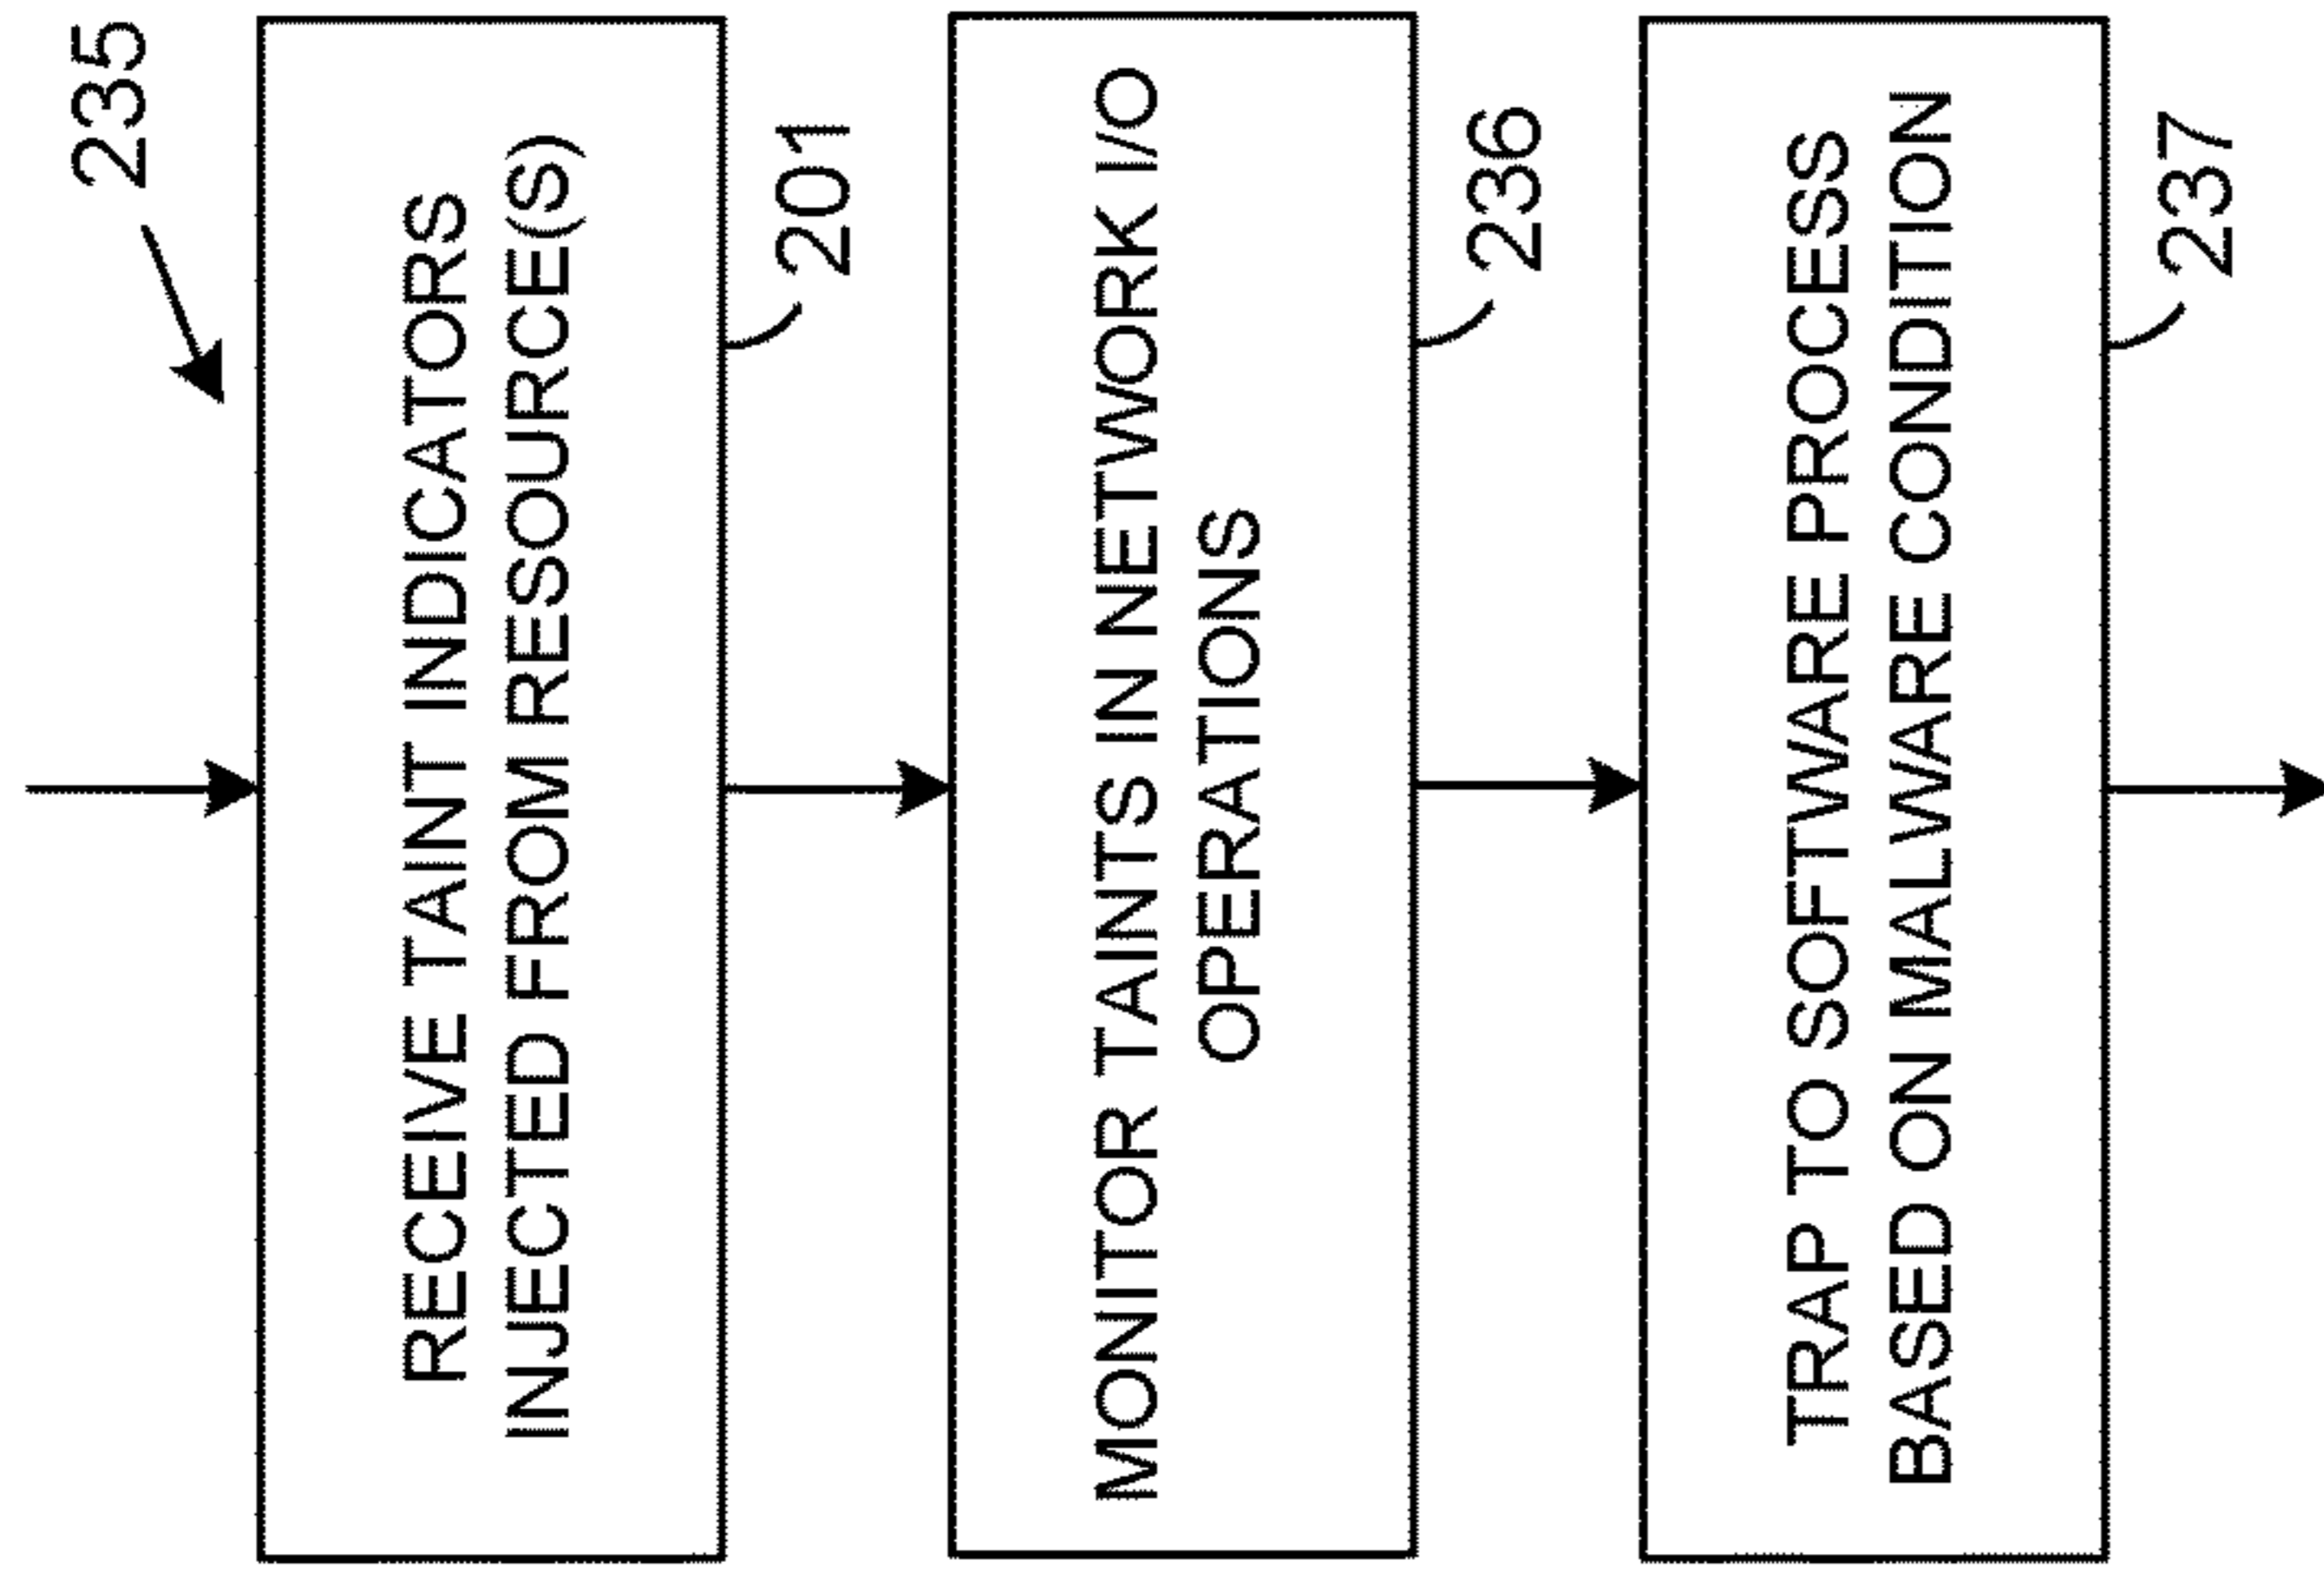 235
RECEIVE TAINT INDICATORS
INJECTED FROM RESOURCE(S)
201
MONITOR TAINTS IN NETWORK I/O
OPERATIONS
236
TRAP TO SOFTWARE PROCESS
BASED ON MALWARE CONDITION
237